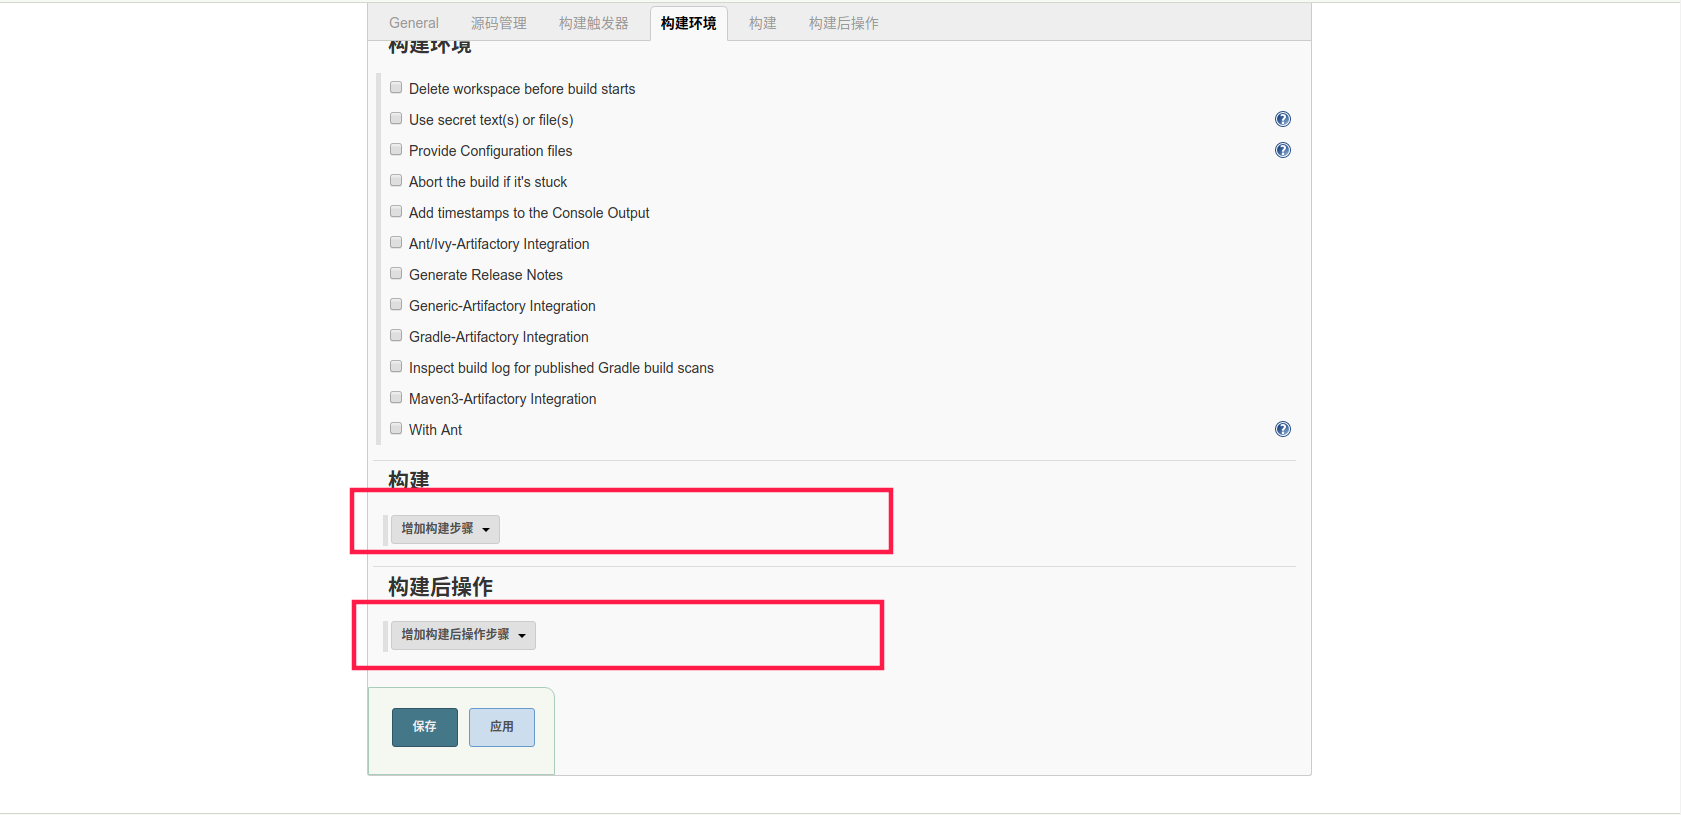 General 源码管理 构建触发器 构建环境 构建 构建后操作
构建环境
Delete workspace before build starts
Use secret text(s) or file(s)
Provide Configuration files
Abort the build if it's stuck
Add timestamps to the Console Output
Ant/Ivy-Artifactory Integration
Generate Release Notes
Generic-Artifactory Integration
Gradle-Artifactory Integration
Inspect build log for published Gradle build scans
Maven3-Artifactory Integration
With Ant
构建
增加构建步骤
构建后操作
增加构建后操作步骤
保存 应用